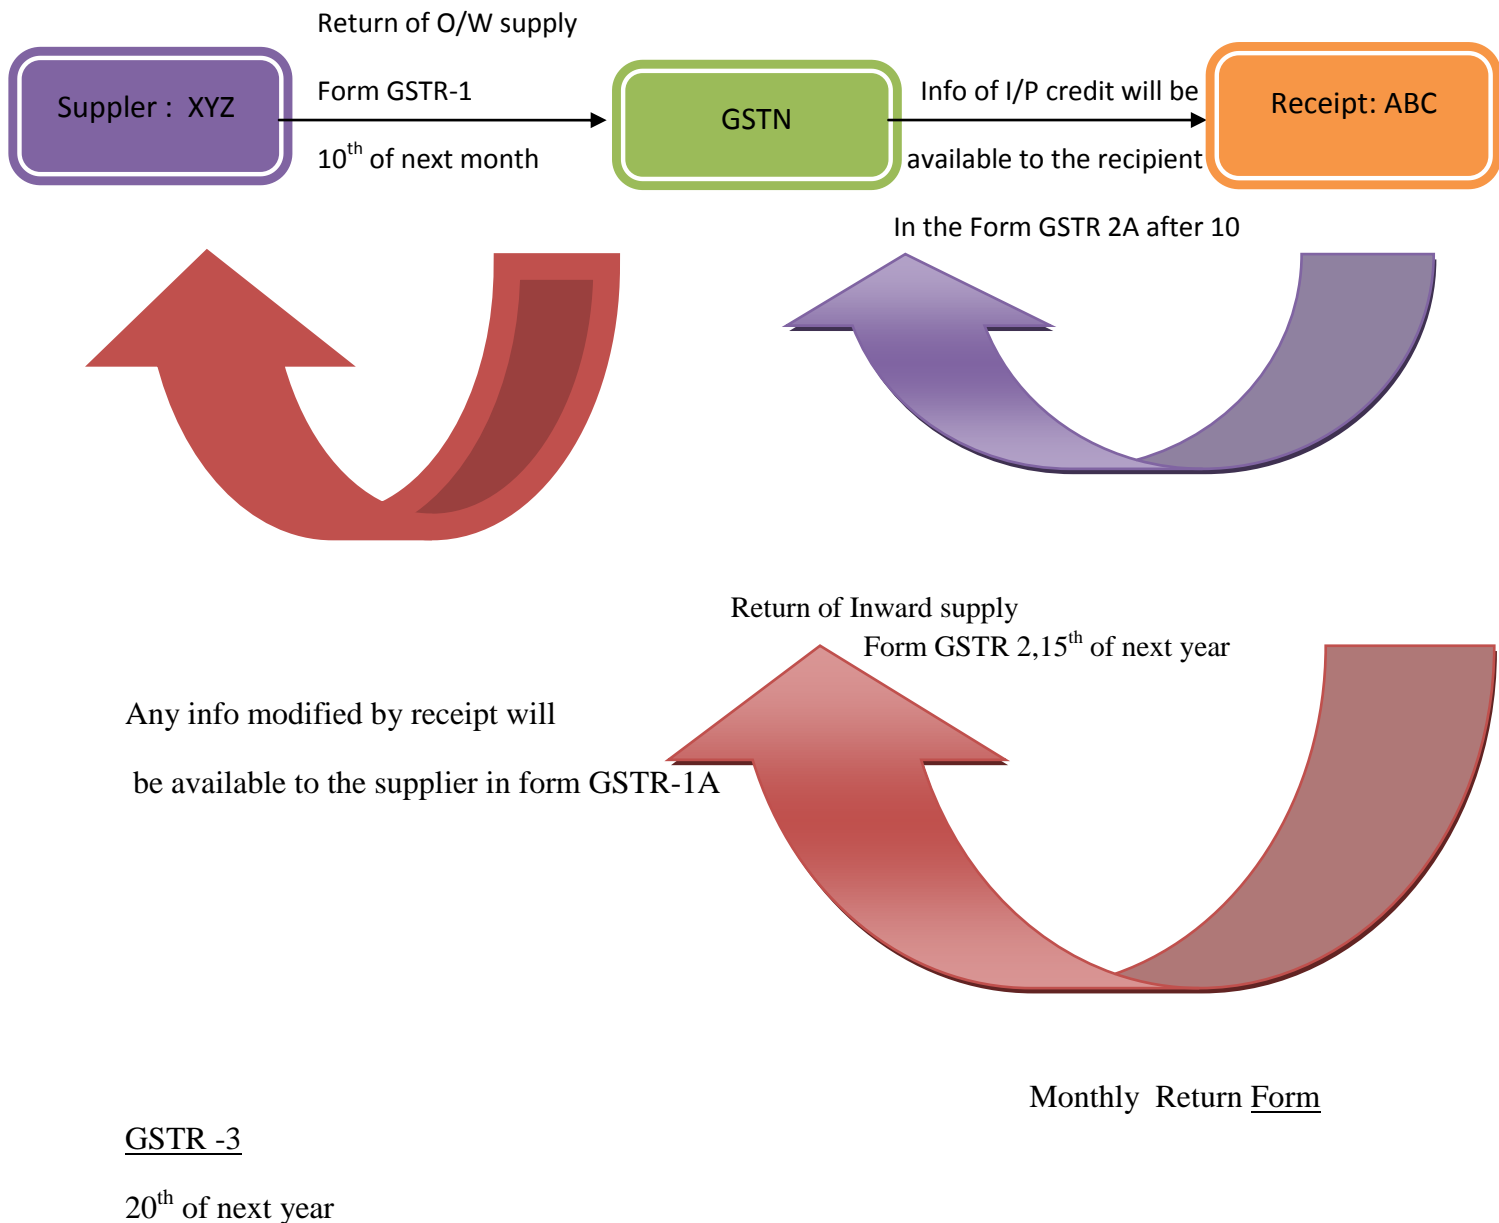 Return of O/W supply
Suppler : XYZ
Form GSTR-1
10th of next month
GSTN
Info of I/P credit will be
available to the recipient
Receipt: ABC
In the Form GSTR 2A after 10
Return of Inward supply
Form GSTR 2,15th of next year
Any info modified by receipt will
be available to the supplier in form GSTR-1A
Monthly Return Form
GSTR -3
20th of next year